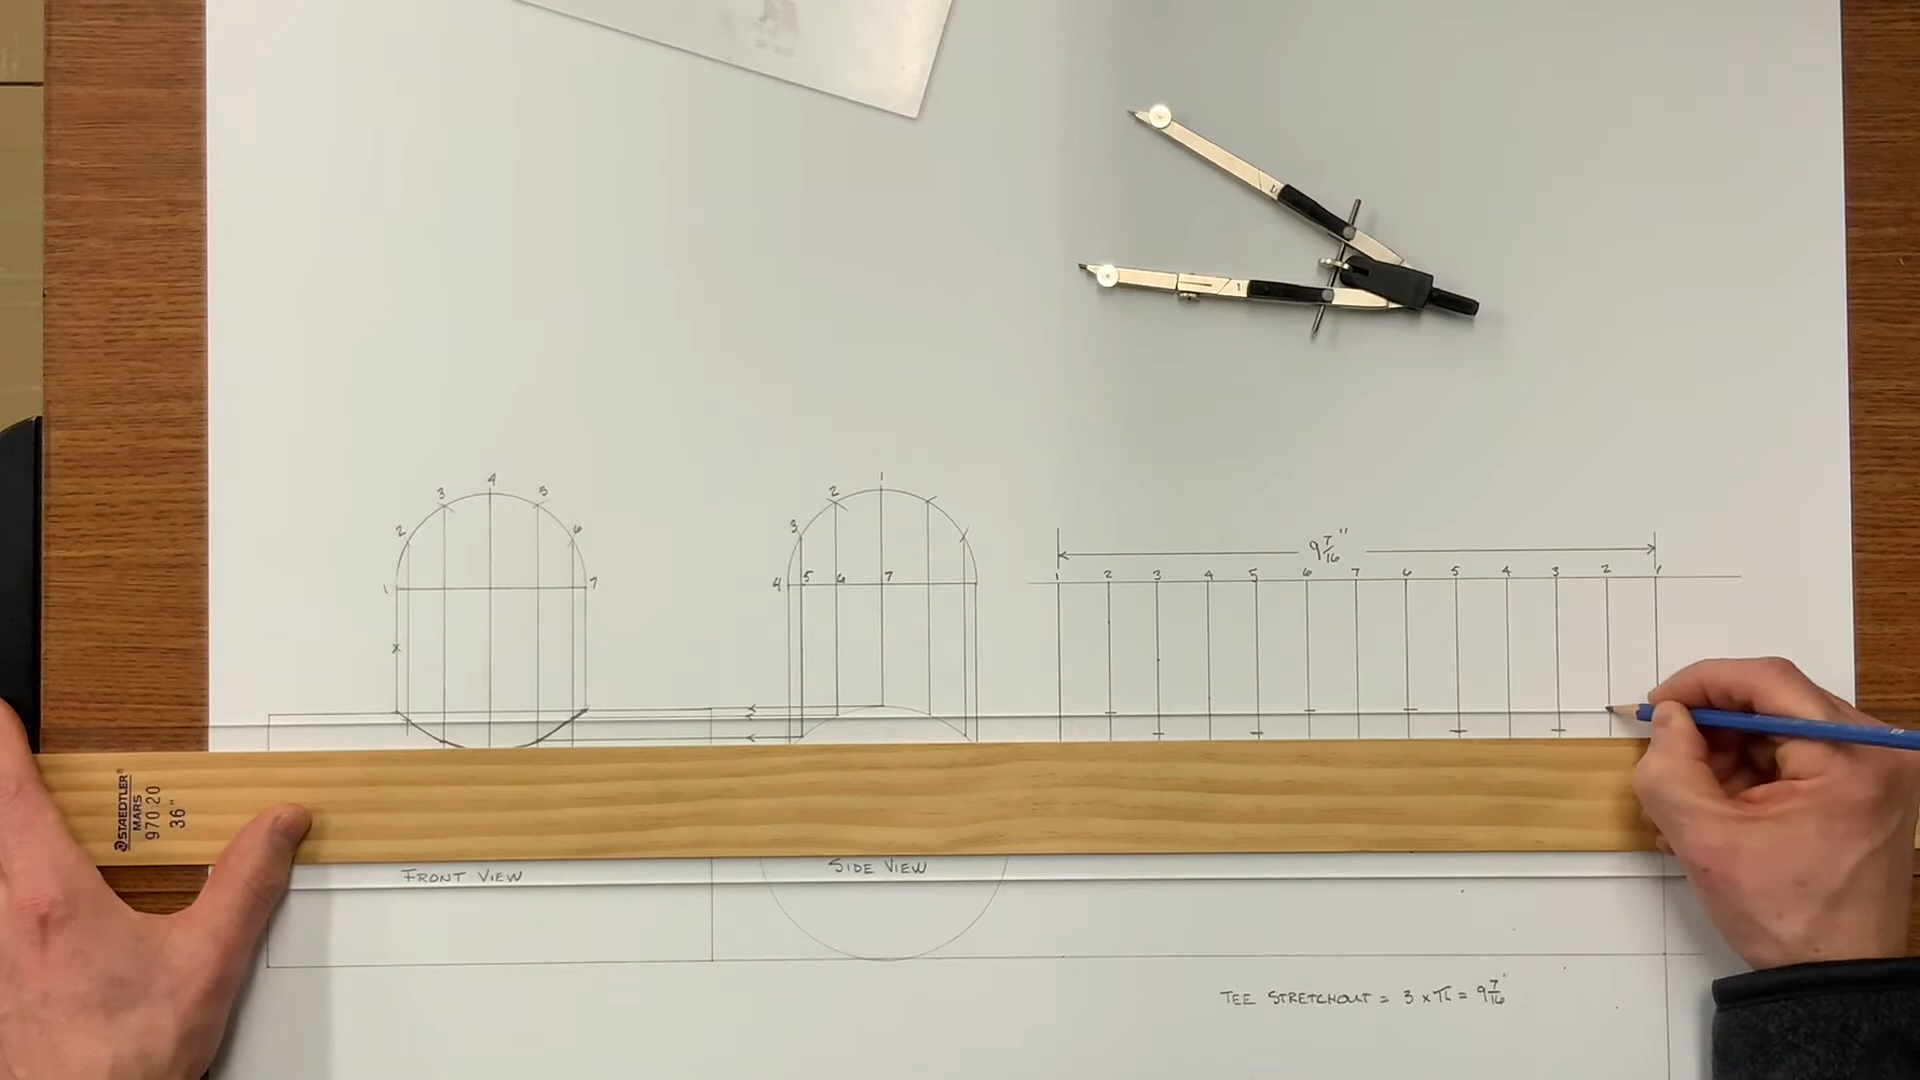 4
3 5
2 6
1 7
1
2
3
4 5 6 7
9 7/16"
1 2 3 4 5 6 7 6 5 4 3 2 1
x
STAEDTLER®
MARS
970 20
36"
FRONT VIEW
SIDE VIEW
TEE STRETCHOUT = 3 x π = 9 7/16"